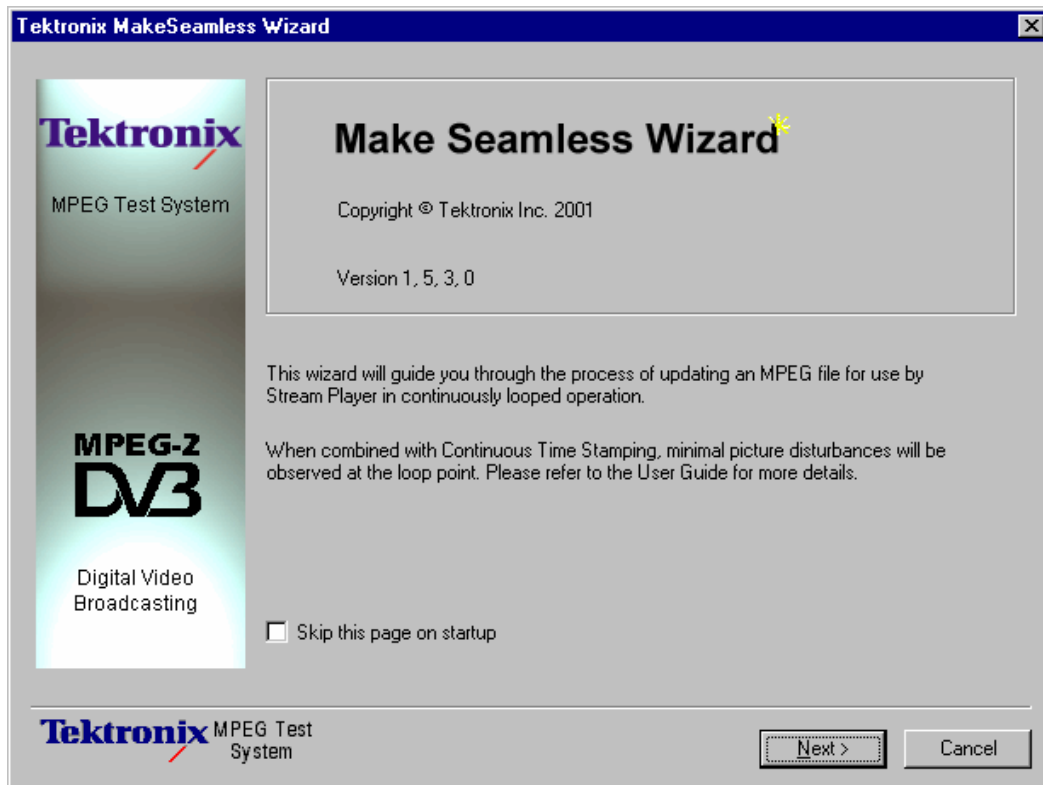 Tektronix MakeSeamless Wizard
Tektronix
MPEG Test System
MPEG-2
DVB
Digital Video
Broadcasting
Make Seamless Wizard
Copyright © Tektronix Inc. 2001
Version 1, 5, 3, 0
This wizard will guide you through the process of updating an MPEG file for use by
Stream Player in continuously looped operation.
When combined with Continuous Time Stamping, minimal picture disturbances will be
observed at the loop point. Please refer to the User Guide for more details.
Skip this page on startup
Tektronix MPEG Test
System
Next >
Cancel